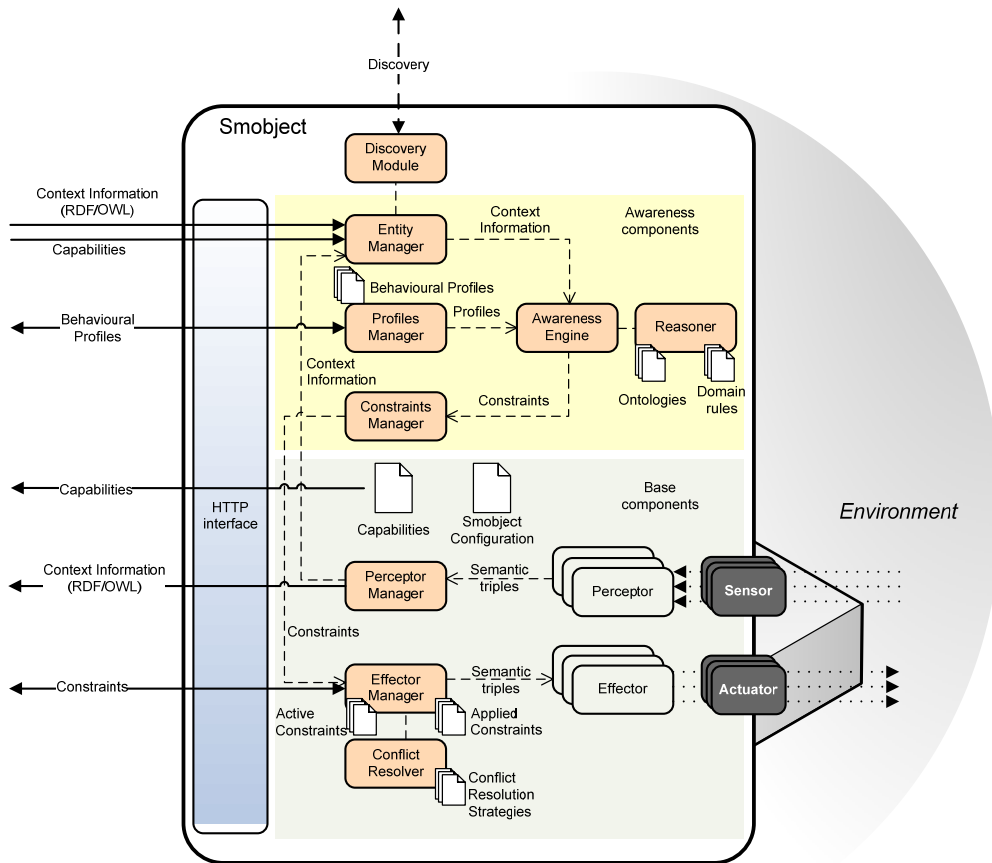 Discovery
Smobject
Discovery
Module
Context Information
(RDF/OWL)
Capabilities
Entity
Manager
Context
Information
Awareness
components
Behavioural Profiles
Behavioural
Profiles
Profiles
Manager
Profiles
Awareness
Engine
Reasoner
Context
Information
Ontologies
Domain
rules
Constraints
Manager
Constraints
Capabilities
HTTP
interface
Capabilities
Smobject
Configuration
Base
components
Environment
Context Information
(RDF/OWL)
Perceptor
Manager
Semantic
triples
Perceptor
Sensor
Constraints
Constraints
Effector
Manager
Semantic
triples
Effector
Actuator
Active
Constraints
Applied
Constraints
Conflict
Resolver
Conflict
Resolution
Strategies